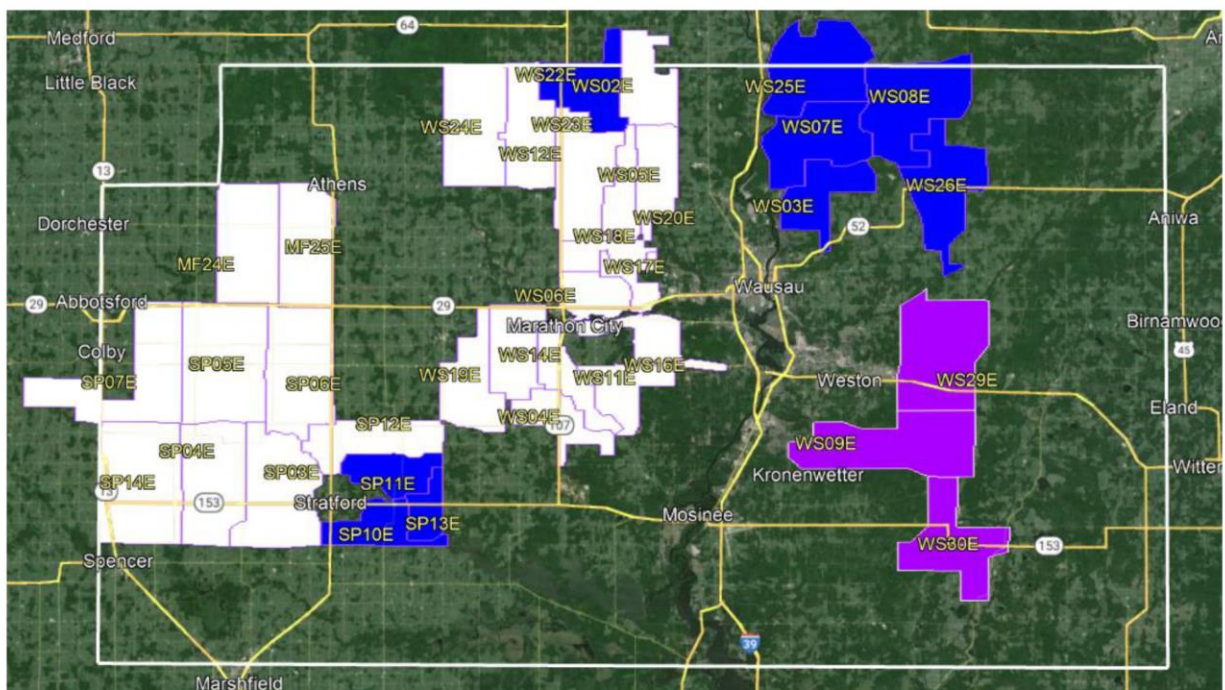 64
Medford
Ar
Little Black
WS22E
WS02E
WS25E
WS08E
WS24E
WS23E
WS07E
WS12E
13
WS05E
Athens
WS26E
WS03E
Dorchester
WS20E
Aniwa
52
MF25E
WS18E
MF24E
WS17E
Wausau
WS06E
29
Abbotsford
29
Marathon City
Birnamwoo
Colby
WS14E
45
SP05E
WS16E
SP07E
SP06E
WS19E
WS11E
Weston
WS29E
Eland
SP12E
WS04E
107
SP04E
WS09E
SP03E
Kronenwetter
Witter
SP14E
SP11E
13
153
Stratford
Mosinee
SP13E
SP10E
WS30E
153
Spencer
39
Marshfield